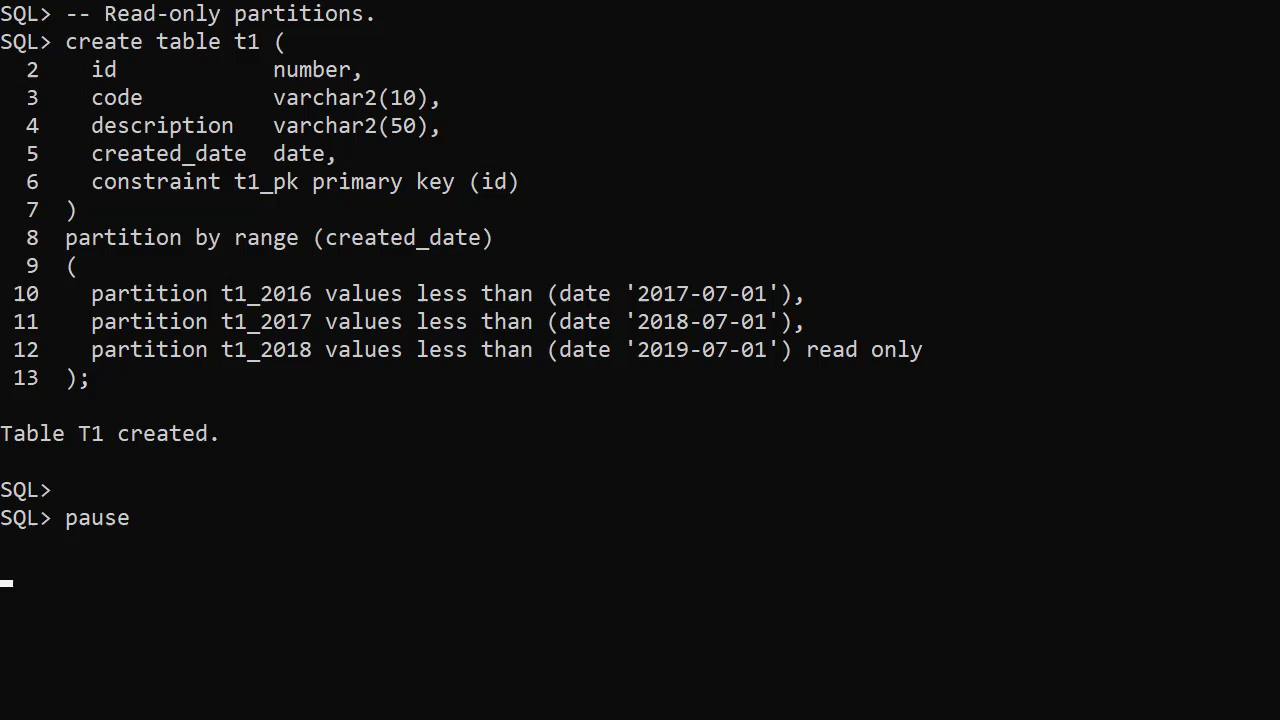 SQL> -- Read-only partitions.
SQL> create table t1 (
  2    id            number,
  3    code          varchar2(10),
  4    description   varchar2(50),
  5    created_date  date,
  6    constraint t1_pk primary key (id)
  7  )
  8  partition by range (created_date)
  9  (
 10    partition t1_2016 values less than (date '2017-07-01'),
 11    partition t1_2017 values less than (date '2018-07-01'),
 12    partition t1_2018 values less than (date '2019-07-01') read only
 13  );
Table T1 created.
SQL>
SQL> pause